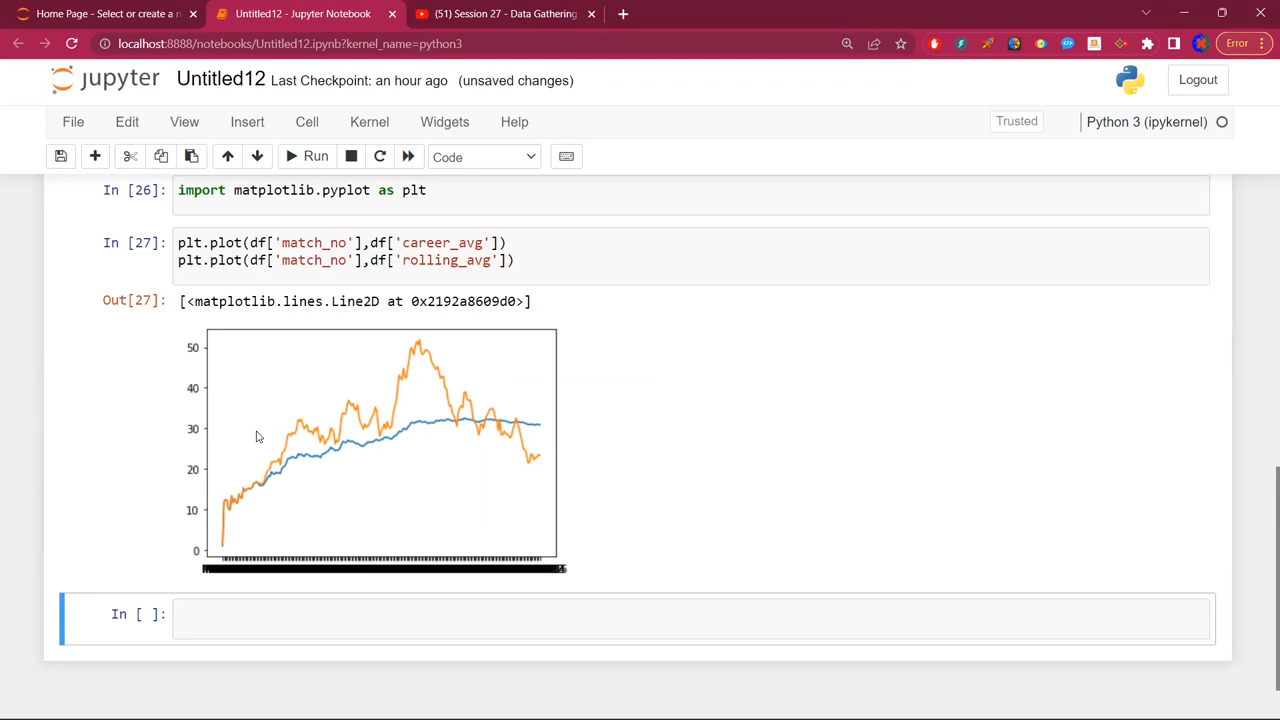 Home Page - Select or create a n
Untitled12 - Jupyter Notebook
(51) Session 27 - Data Gathering
localhost:8888/notebooks/Untitled12.ipynb?kernel_name=python3
Error
jupyter Untitled12 Last Checkpoint: an hour ago (unsaved changes)
Logout
File Edit View Insert Cell Kernel Widgets Help
Trusted
Python 3 (ipykernel)
Run
Code
In [26]: import matplotlib.pyplot as plt
In [27]: plt.plot(df['match_no'],df['career_avg'])
plt.plot(df['match_no'],df['rolling_avg'])
Out[27]: [<matplotlib.lines.Line2D at 0x2192a8609d0>]
50
40
30
20
10
0
In [ ]: